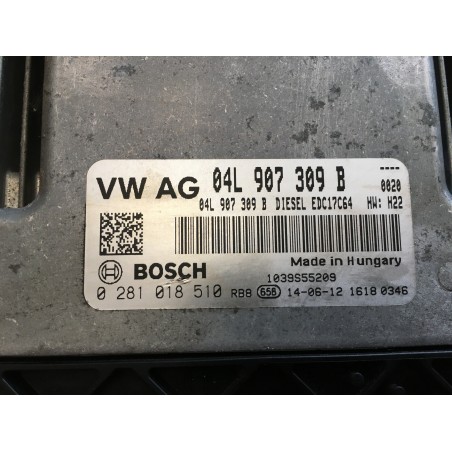 ----
VW AG 04L 907 309 B 0020
04L 907 309 B DIESEL EDC17C64 HW: H22
Made in Hungary
BOSCH 1039S55209
0 281 018 510 RB8 658 14-06-12 1618 0346